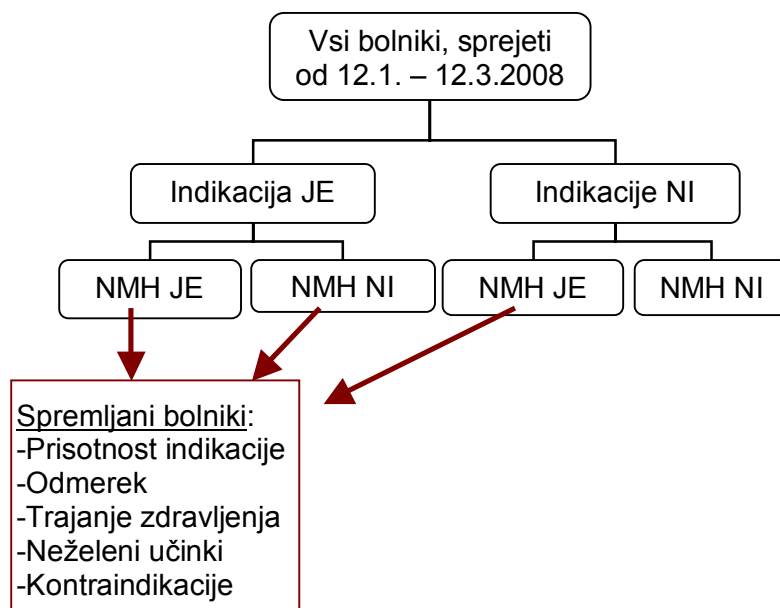 Vsi bolniki, sprejeti
od 12.1. – 12.3.2008
Indikacija JE
Indikacije NI
NMH JE
NMH NI
NMH JE
NMH NI
Spremljani bolniki:
-Prisotnost indikacije
-Odmerek
-Trajanje zdravljenja
-Neželeni učinki
-Kontraindikacije